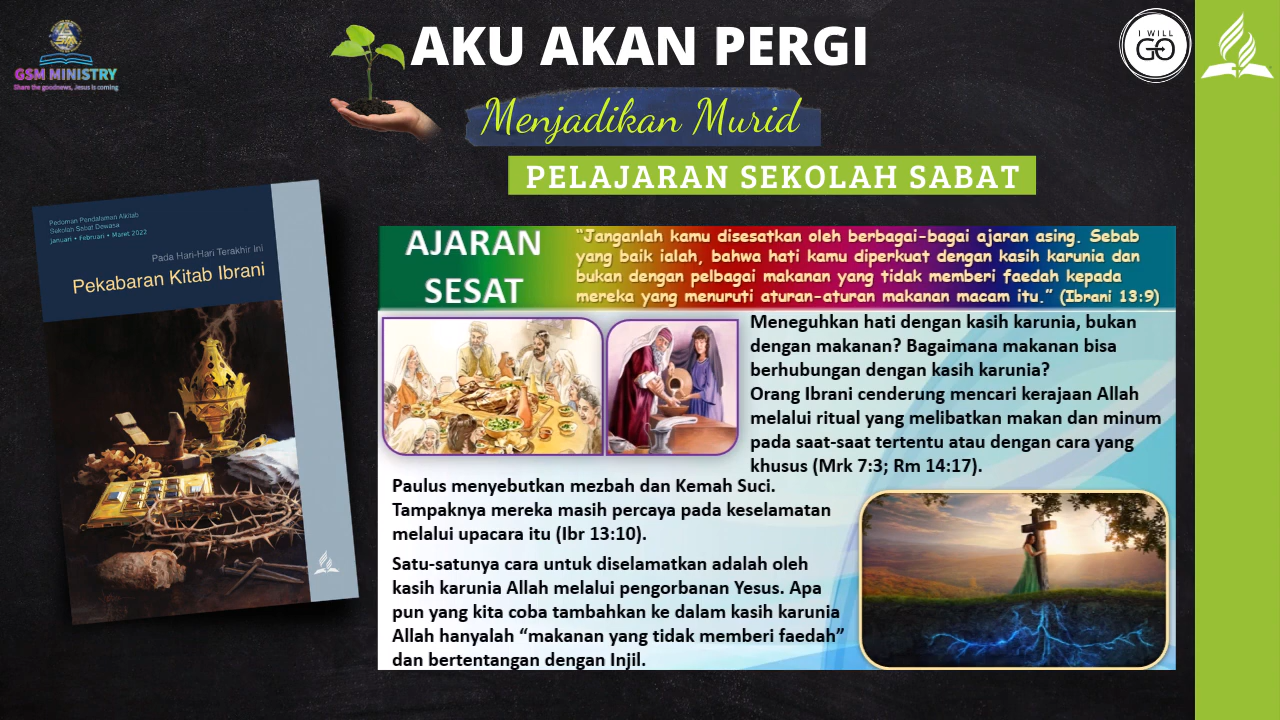 GSM MINISTRY
Share the goodnews, Jesus is coming
AKU AKAN PERGI
Menjadikan Murid
PELAJARAN SEKOLAH SABAT
I WILL
GO
Pedoman Pendalaman Alkitab
Sekolah Sabat Dewasa
Januari • Februari • Maret 2022
Pada Hari-Hari Terakhir Ini
Pekabaran Kitab Ibrani
AJARAN
SESAT
“Janganlah kamu disesatkan oleh berbagai-bagai ajaran asing. Sebab
yang baik ialah, bahwa hati kamu diperkuat dengan kasih karunia dan
bukan dengan pelbagai makanan yang tidak memberi faedah kepada
mereka yang menuruti aturan-aturan makanan macam itu.” (Ibrani 13:9)
Meneguhkan hati dengan kasih karunia, bukan
dengan makanan? Bagaimana makanan bisa
berhubungan dengan kasih karunia?
Orang Ibrani cenderung mencari kerajaan Allah
melalui ritual yang melibatkan makan dan minum
pada saat-saat tertentu atau dengan cara yang
khusus (Mrk 7:3; Rm 14:17).
Paulus menyebutkan mezbah dan Kemah Suci.
Tampaknya mereka masih percaya pada keselamatan
melalui upacara itu (Ibr 13:10).
Satu-satunya cara untuk diselamatkan adalah oleh
kasih karunia Allah melalui pengorbanan Yesus. Apa
pun yang kita coba tambahkan ke dalam kasih karunia
Allah hanyalah “makanan yang tidak memberi faedah”
dan bertentangan dengan Injil.